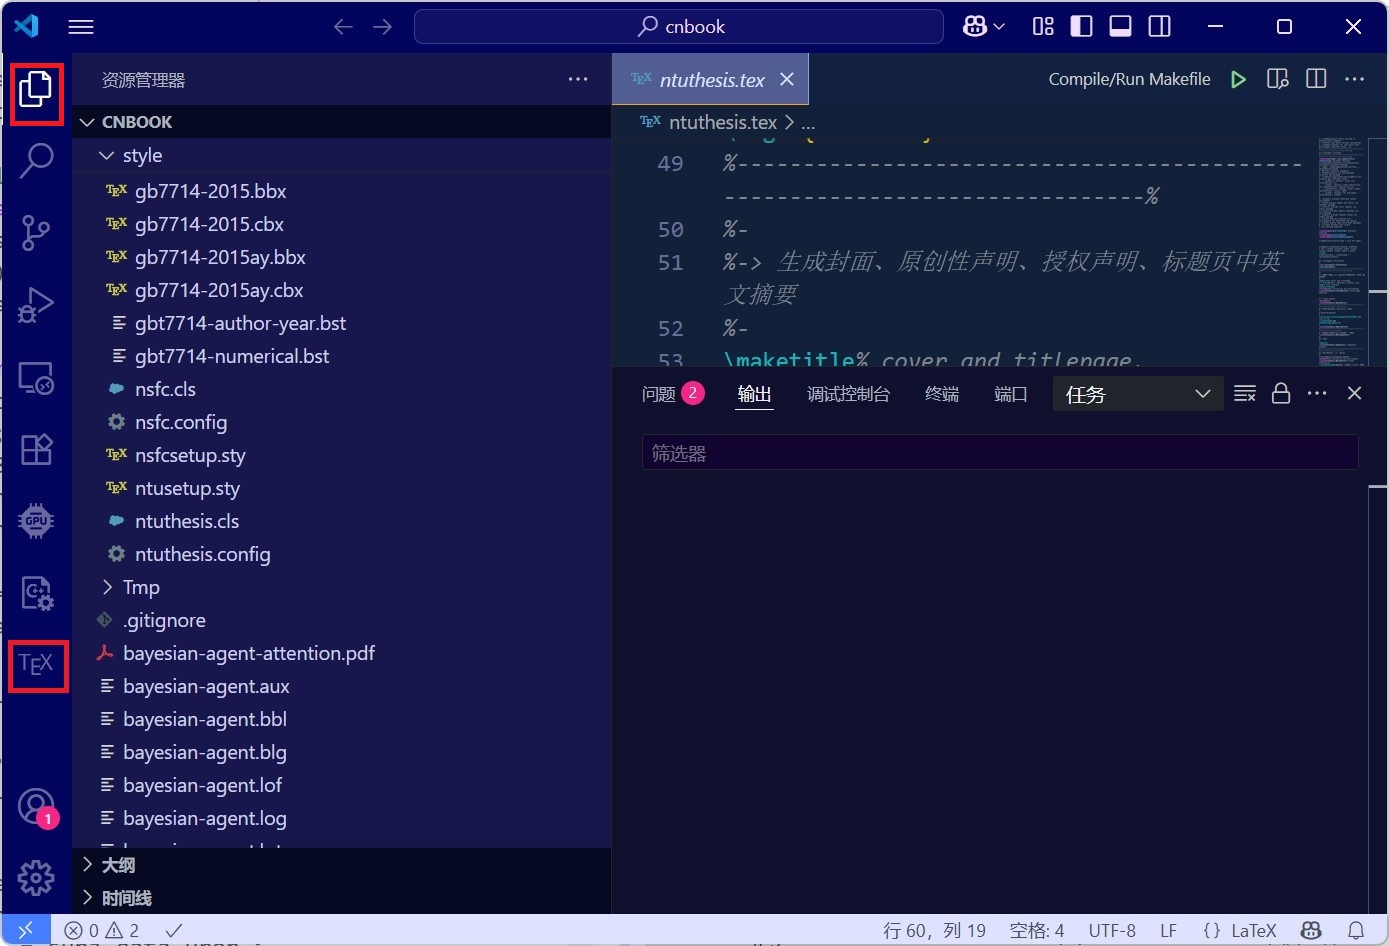 cnbook
资源管理器
CNBOOK
style
gb7714-2015.bbx
gb7714-2015.cbx
gb7714-2015ay.bbx
gb7714-2015ay.cbx
gbt7714-author-year.bst
gbt7714-numerical.bst
nsfc.cls
nsfc.config
nsfcsetup.sty
ntusetup.sty
ntuthesis.cls
ntuthesis.config
Tmp
.gitignore
bayesian-agent-attention.pdf
bayesian-agent.aux
bayesian-agent.bbl
bayesian-agent.blg
bayesian-agent.lof
bayesian-agent.log
大纲
时间线
GPU
C++
TEX
1
TEX ntuthesis.tex
Compile/Run Makefile
TEX ntuthesis.tex > ...
49 %-----------------------------------------------
-----------------------------------%
50 %-
51 %-> 生成封面、原创性声明、授权声明、标题页中英
文摘要
52 %-
53 \maketitle% cover and titlepage.
问题 2 输出 调试控制台 终端 端口 任务
筛选器
0 2 行 60，列 19 空格: 4 UTF-8 LF {} LaTeX